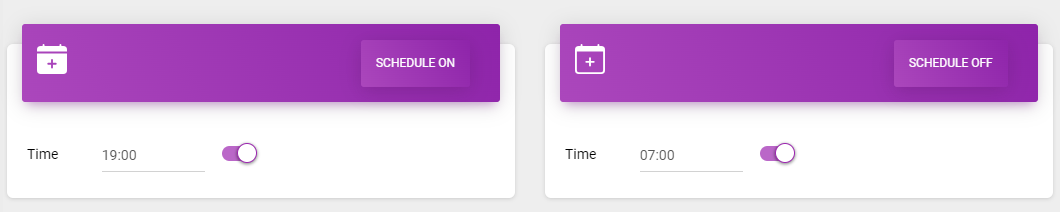 SCHEDULE ON
Time 19:00
SCHEDULE OFF
Time 07:00